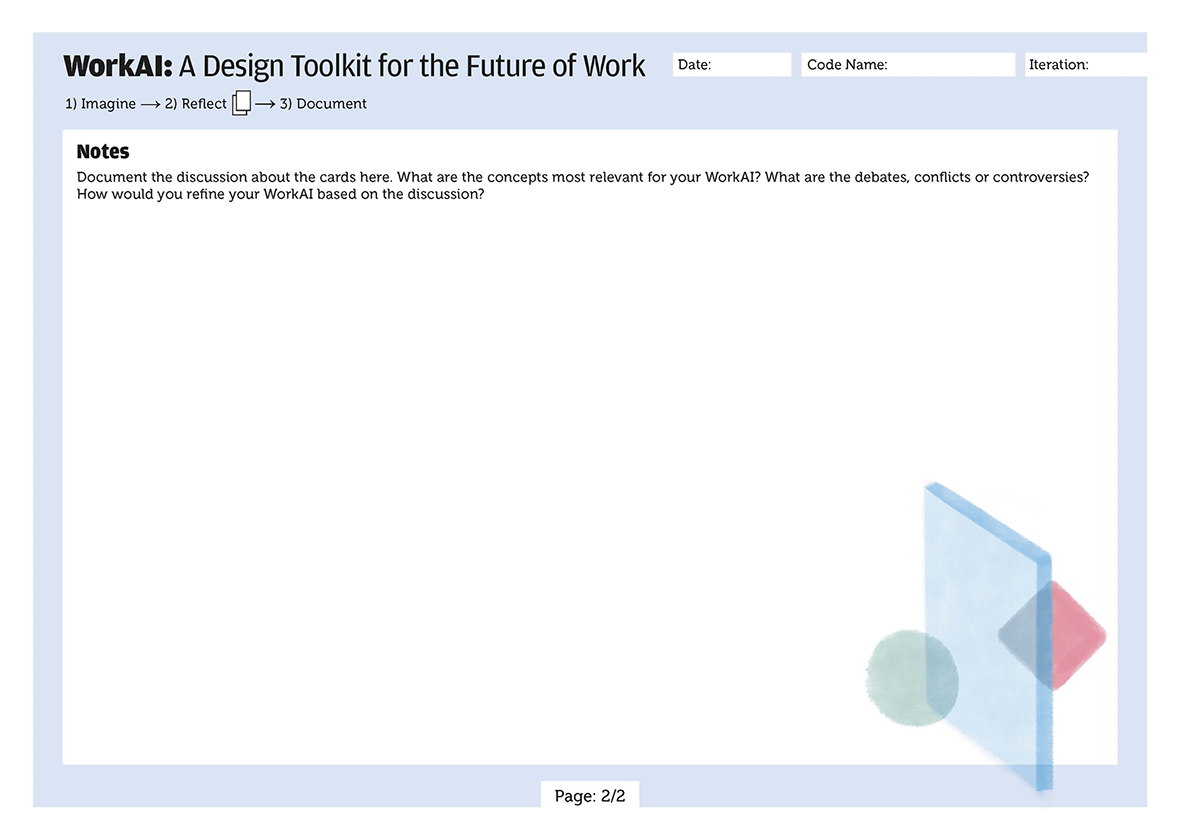 WorkAI: A Design Toolkit for the Future of Work
Date:
Code Name:
Iteration:
1) Imagine → 2) Reflect → 3) Document
Notes
Document the discussion about the cards here. What are the concepts most relevant for your WorkAI? What are the debates, conflicts or controversies?
How would you refine your WorkAI based on the discussion?
Page: 2/2